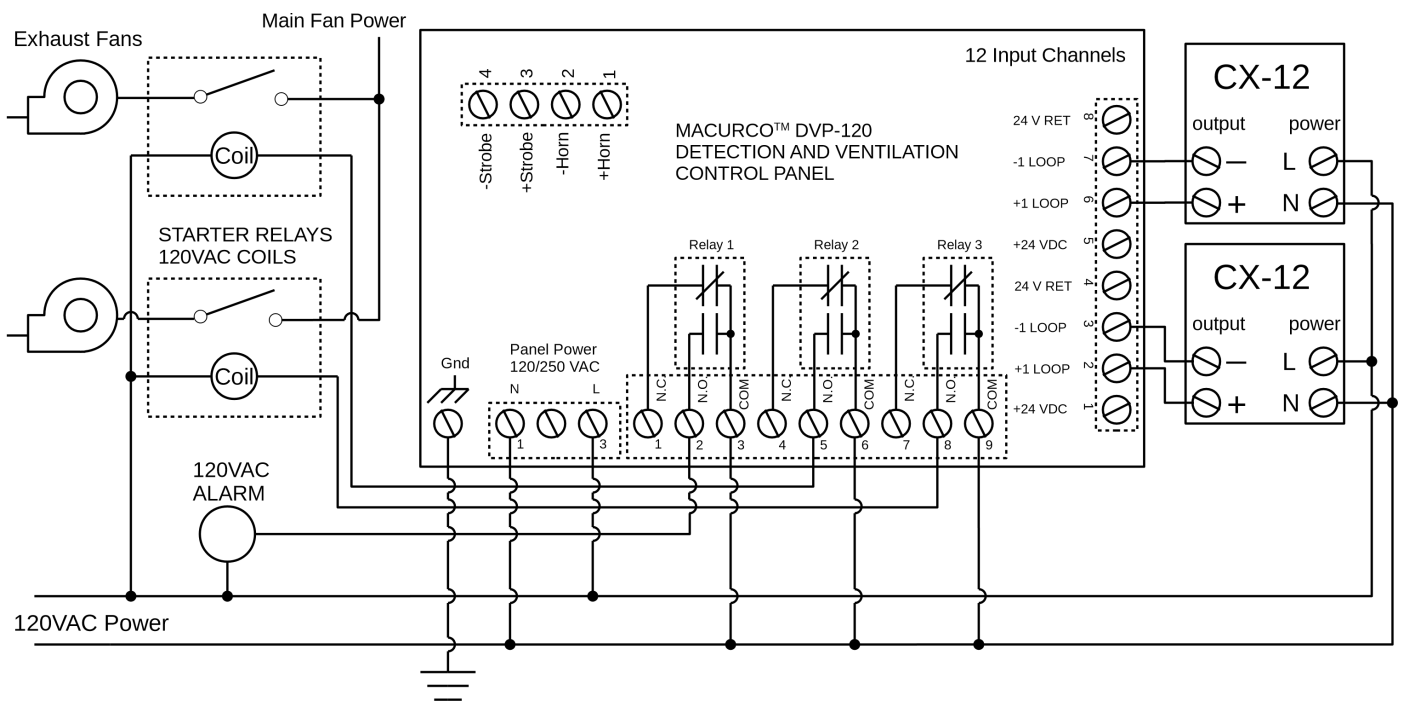 Main Fan Power
Exhaust Fans
Coil
STARTER RELAYS
120VAC COILS
Coil
120VAC
ALARM
120VAC Power
12 Input Channels
4 3 2 1
-Strobe +Strobe -Horn +Horn
MACURCO™ DVP-120
DETECTION AND VENTILATION
CONTROL PANEL
Relay 1 Relay 2 Relay 3
Gnd
Panel Power
120/250 VAC
N L
1 3
N.C. N.O. COM N.C. N.O. COM N.C. N.O. COM
1 2 3 4 5 6 7 8 9
24 V RET 8
-1 LOOP 7
+1 LOOP 6
+24 VDC 5
24 V RET 4
-1 LOOP 3
+1 LOOP 2
+24 VDC 1
CX-12
output power
− L
+ N
CX-12
output power
− L
+ N